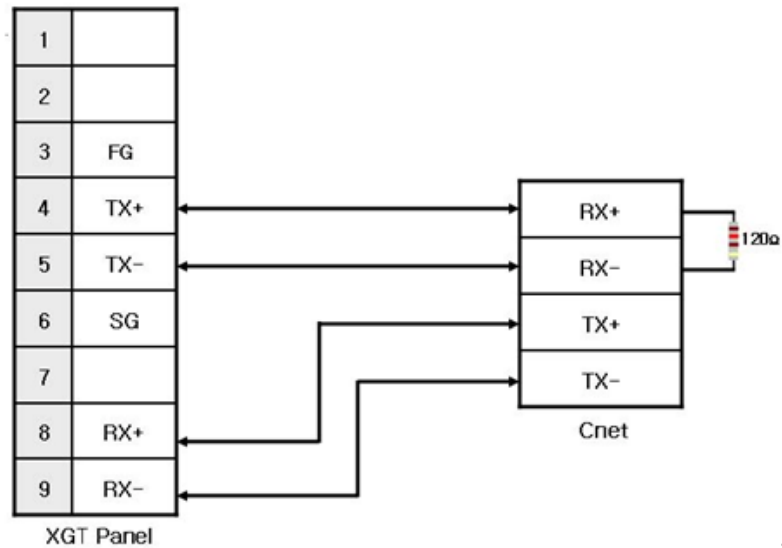 1
2
3 FG
4 TX+
5 TX-
6 SG
7
8 RX+
9 RX-
XGT Panel
RX+
RX-
TX+
TX-
Cnet
120Ω